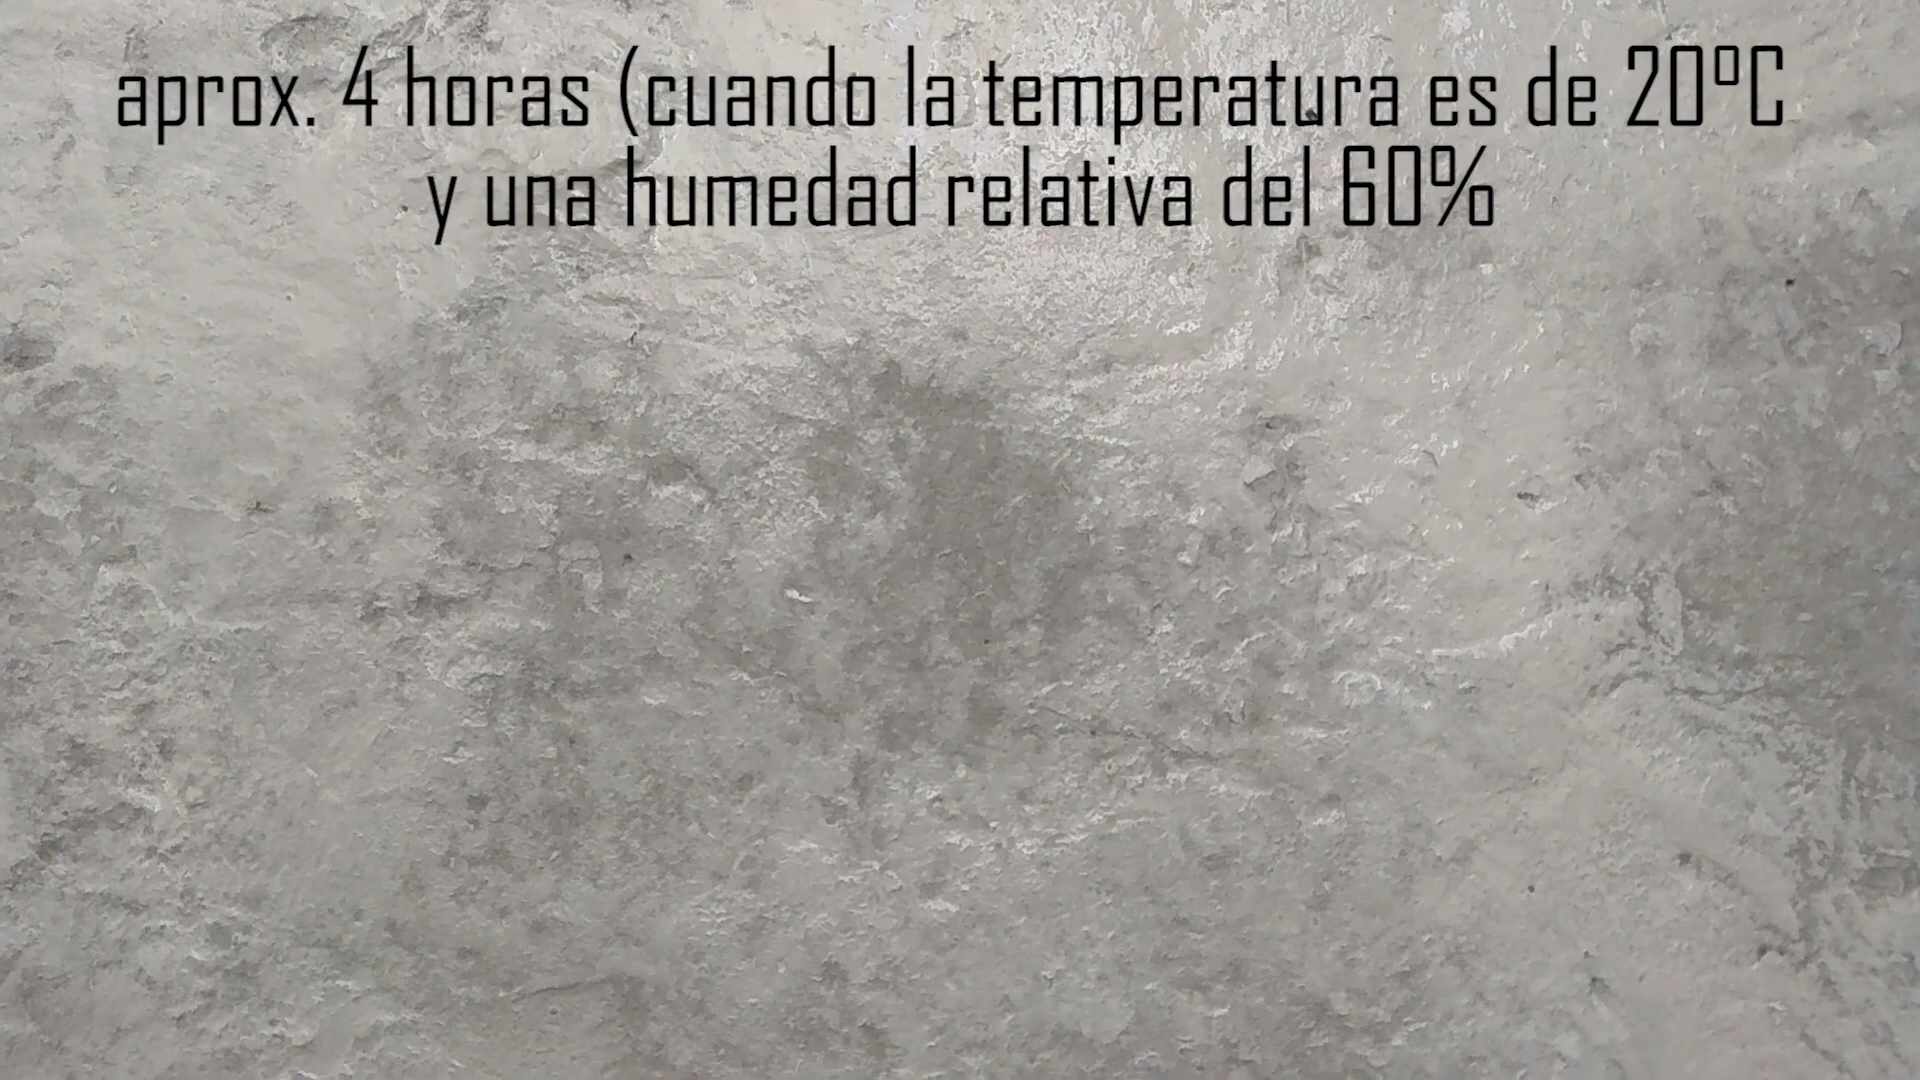 aprox. 4 horas (cuando la temperatura es de 20ºC
y una humedad relativa del 60%